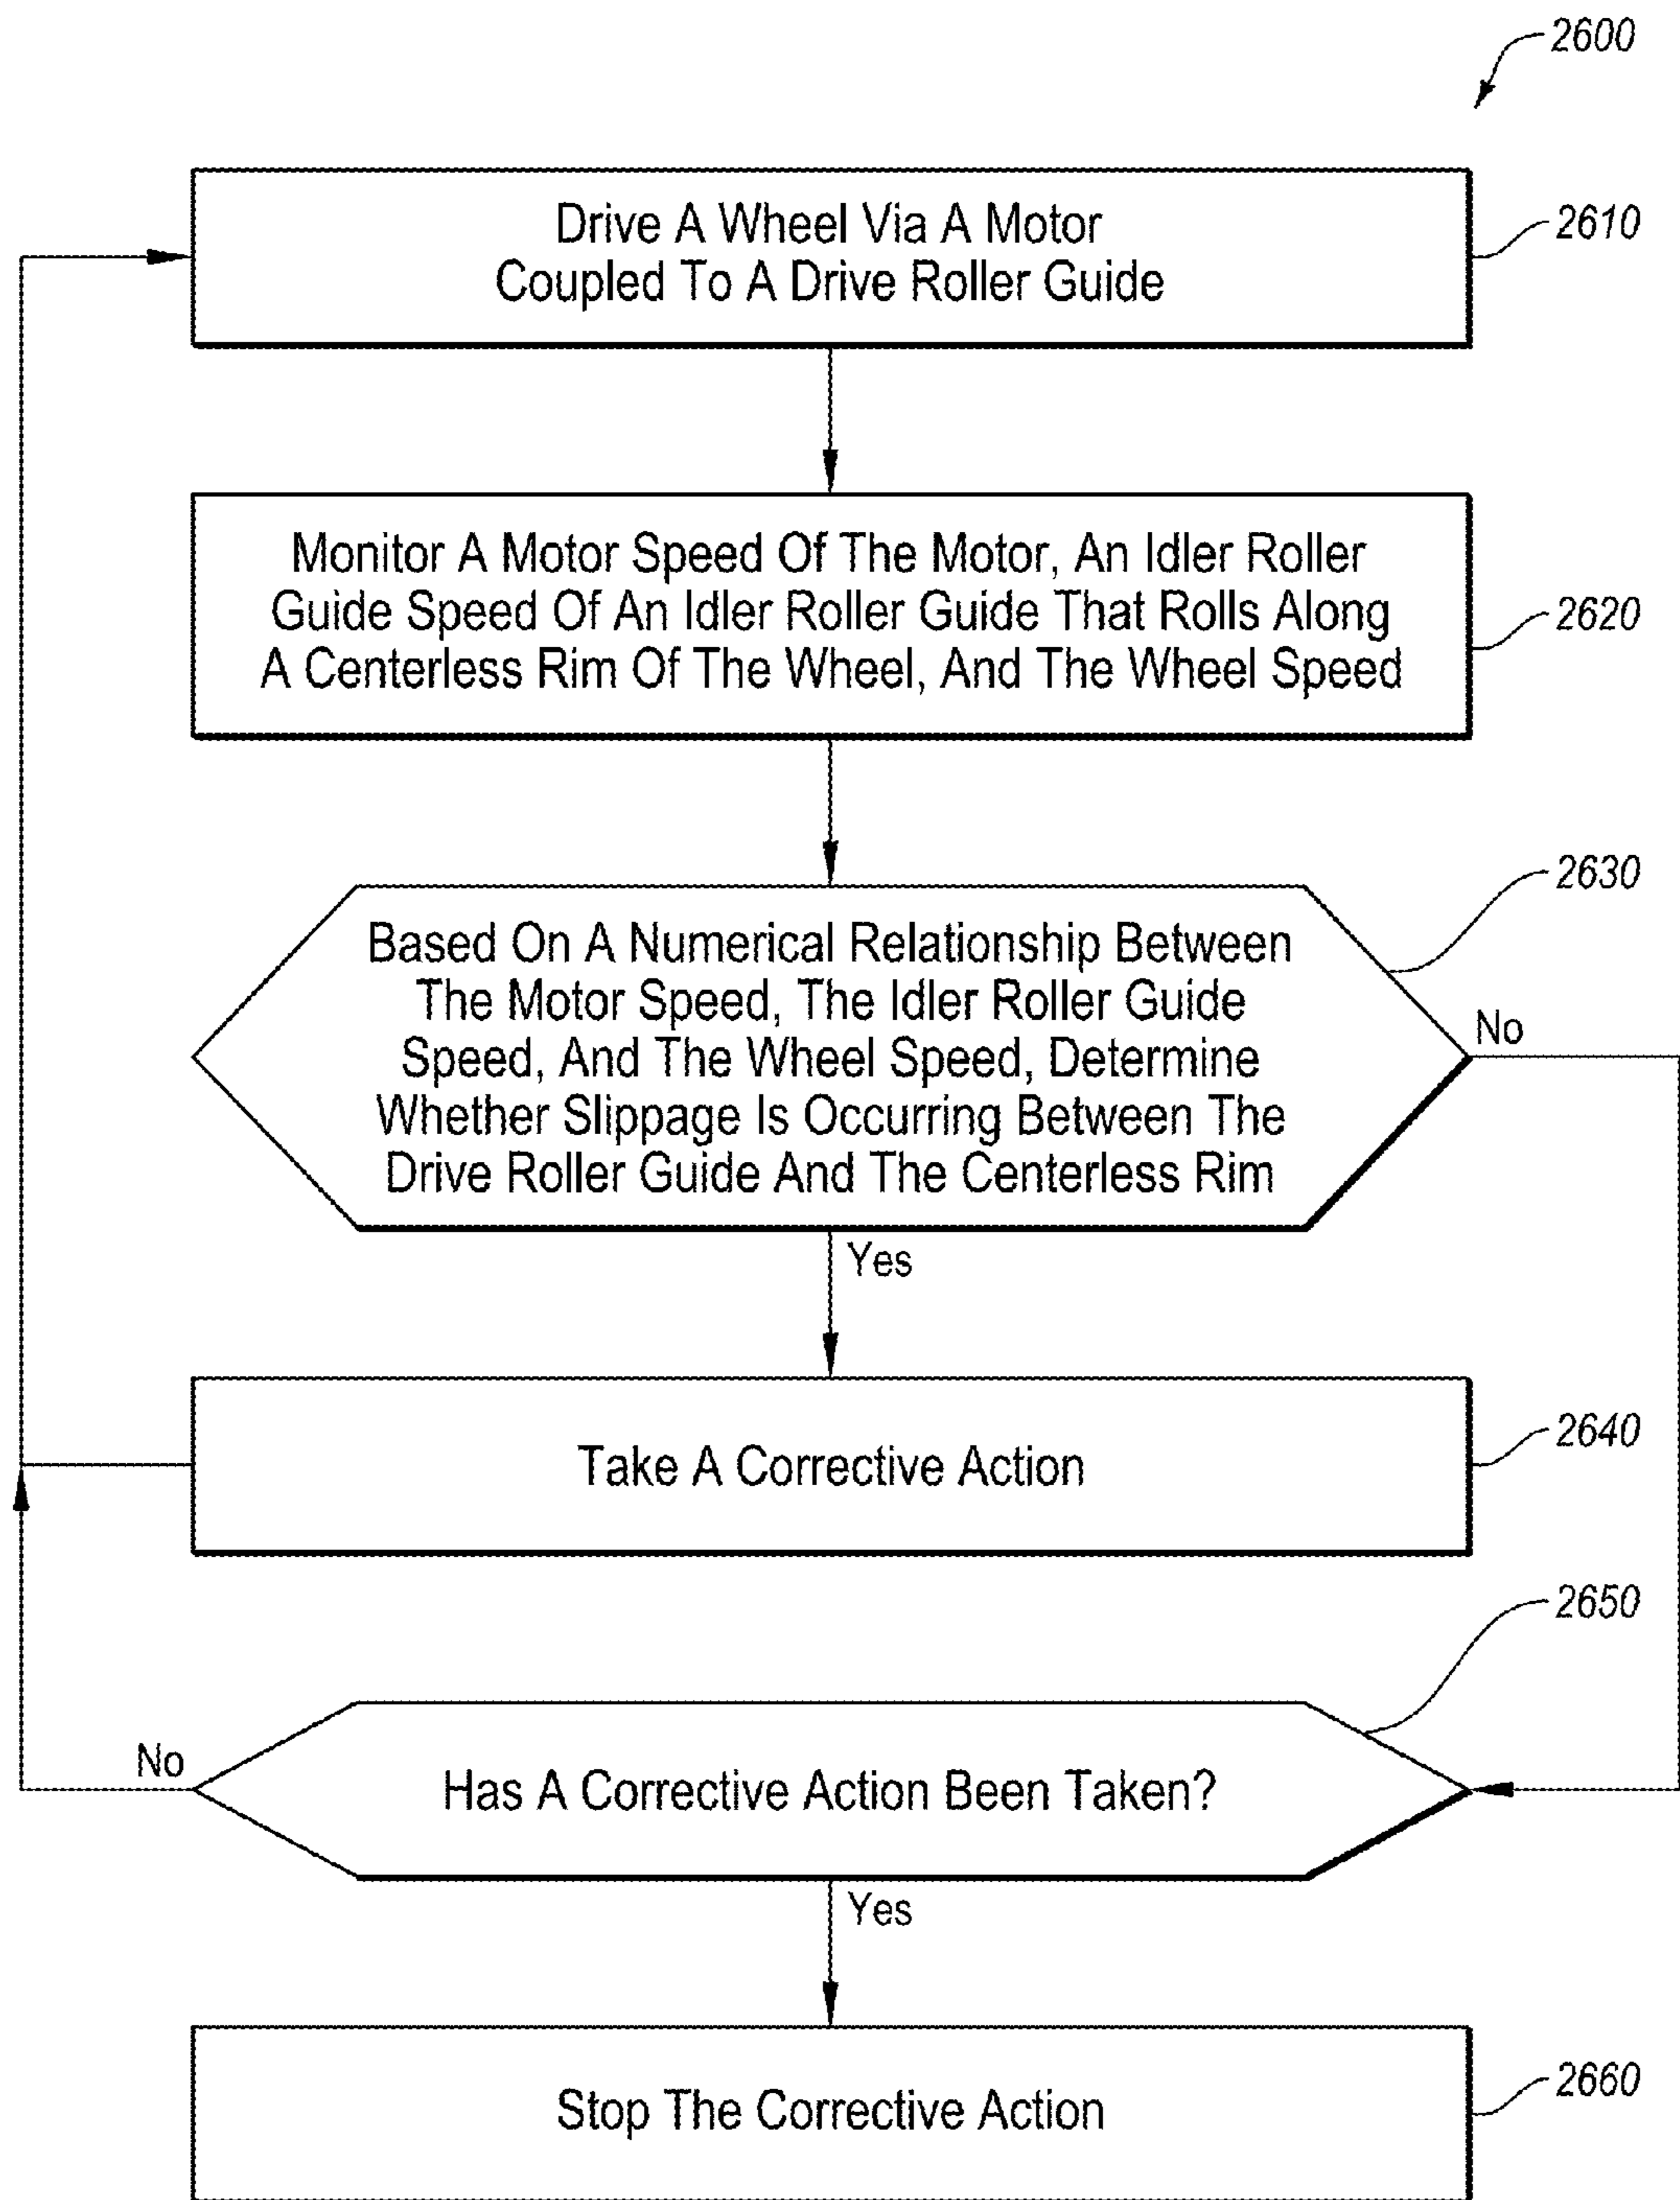 2600
Drive A Wheel Via A Motor
Coupled To A Drive Roller Guide
2610
Monitor A Motor Speed Of The Motor, An Idler Roller
Guide Speed Of An Idler Roller Guide That Rolls Along
A Centerless Rim Of The Wheel, And The Wheel Speed
2620
Based On A Numerical Relationship Between
The Motor Speed, The Idler Roller Guide
Speed, And The Wheel Speed, Determine
Whether Slippage Is Occurring Between The
Drive Roller Guide And The Centerless Rim
2630
No
Yes
Take A Corrective Action
2640
2650
No
Has A Corrective Action Been Taken?
Yes
Stop The Corrective Action
2660